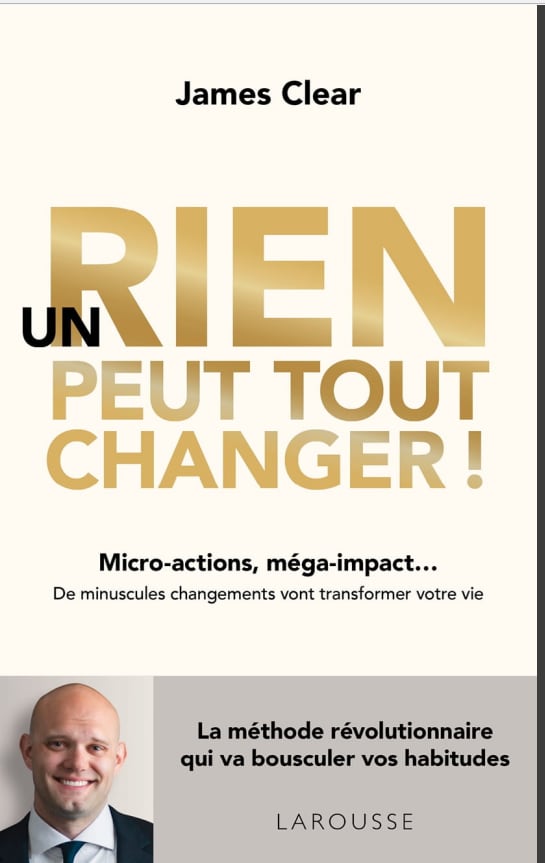 James Clear
UN RIEN
PEUT TOUT
CHANGER !
Micro-actions, méga-impact...
De minuscules changements vont transformer votre vie
La méthode révolutionnaire
qui va bousculer vos habitudes
LAROUSSE